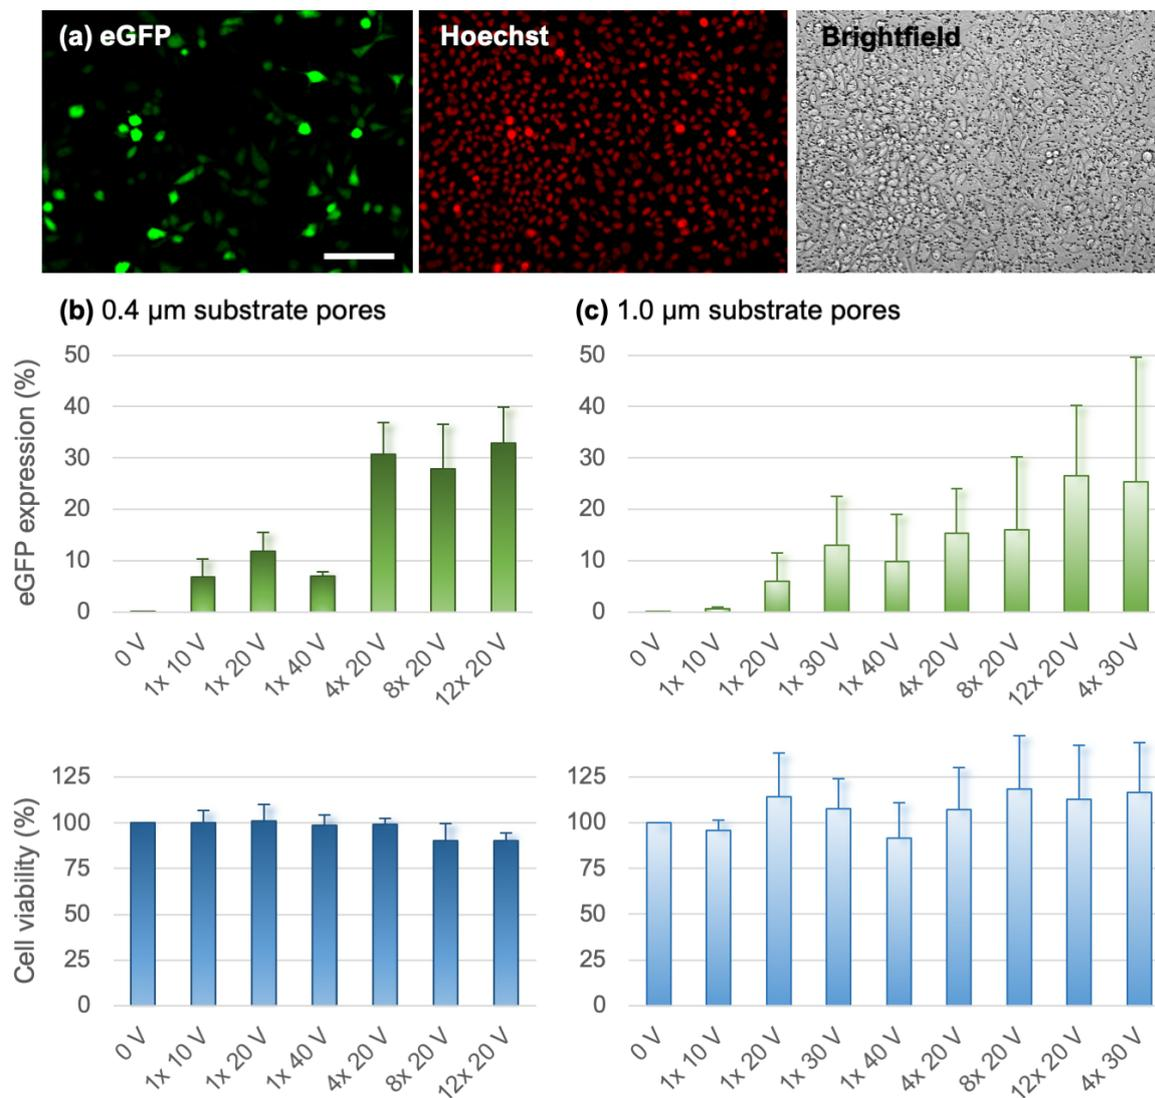 (a) eGFP
Hoechst
Brightfield
(b) 0.4 µm substrate pores
(c) 1.0 µm substrate pores
eGFP expression (%)
50
40
30
20
10
0
0 V
1x 10 V
1x 20 V
1x 40 V
4x 20 V
8x 20 V
12x 20 V
50
40
30
20
10
0
0 V
1x 10 V
1x 20 V
1x 30 V
1x 40 V
4x 20 V
8x 20 V
12x 20 V
4x 30 V
Cell viability (%)
125
100
75
50
25
0
0 V
1x 10 V
1x 20 V
1x 40 V
4x 20 V
8x 20 V
12x 20 V
125
100
75
50
25
0
0 V
1x 10 V
1x 20 V
1x 30 V
1x 40 V
4x 20 V
8x 20 V
12x 20 V
4x 30 V